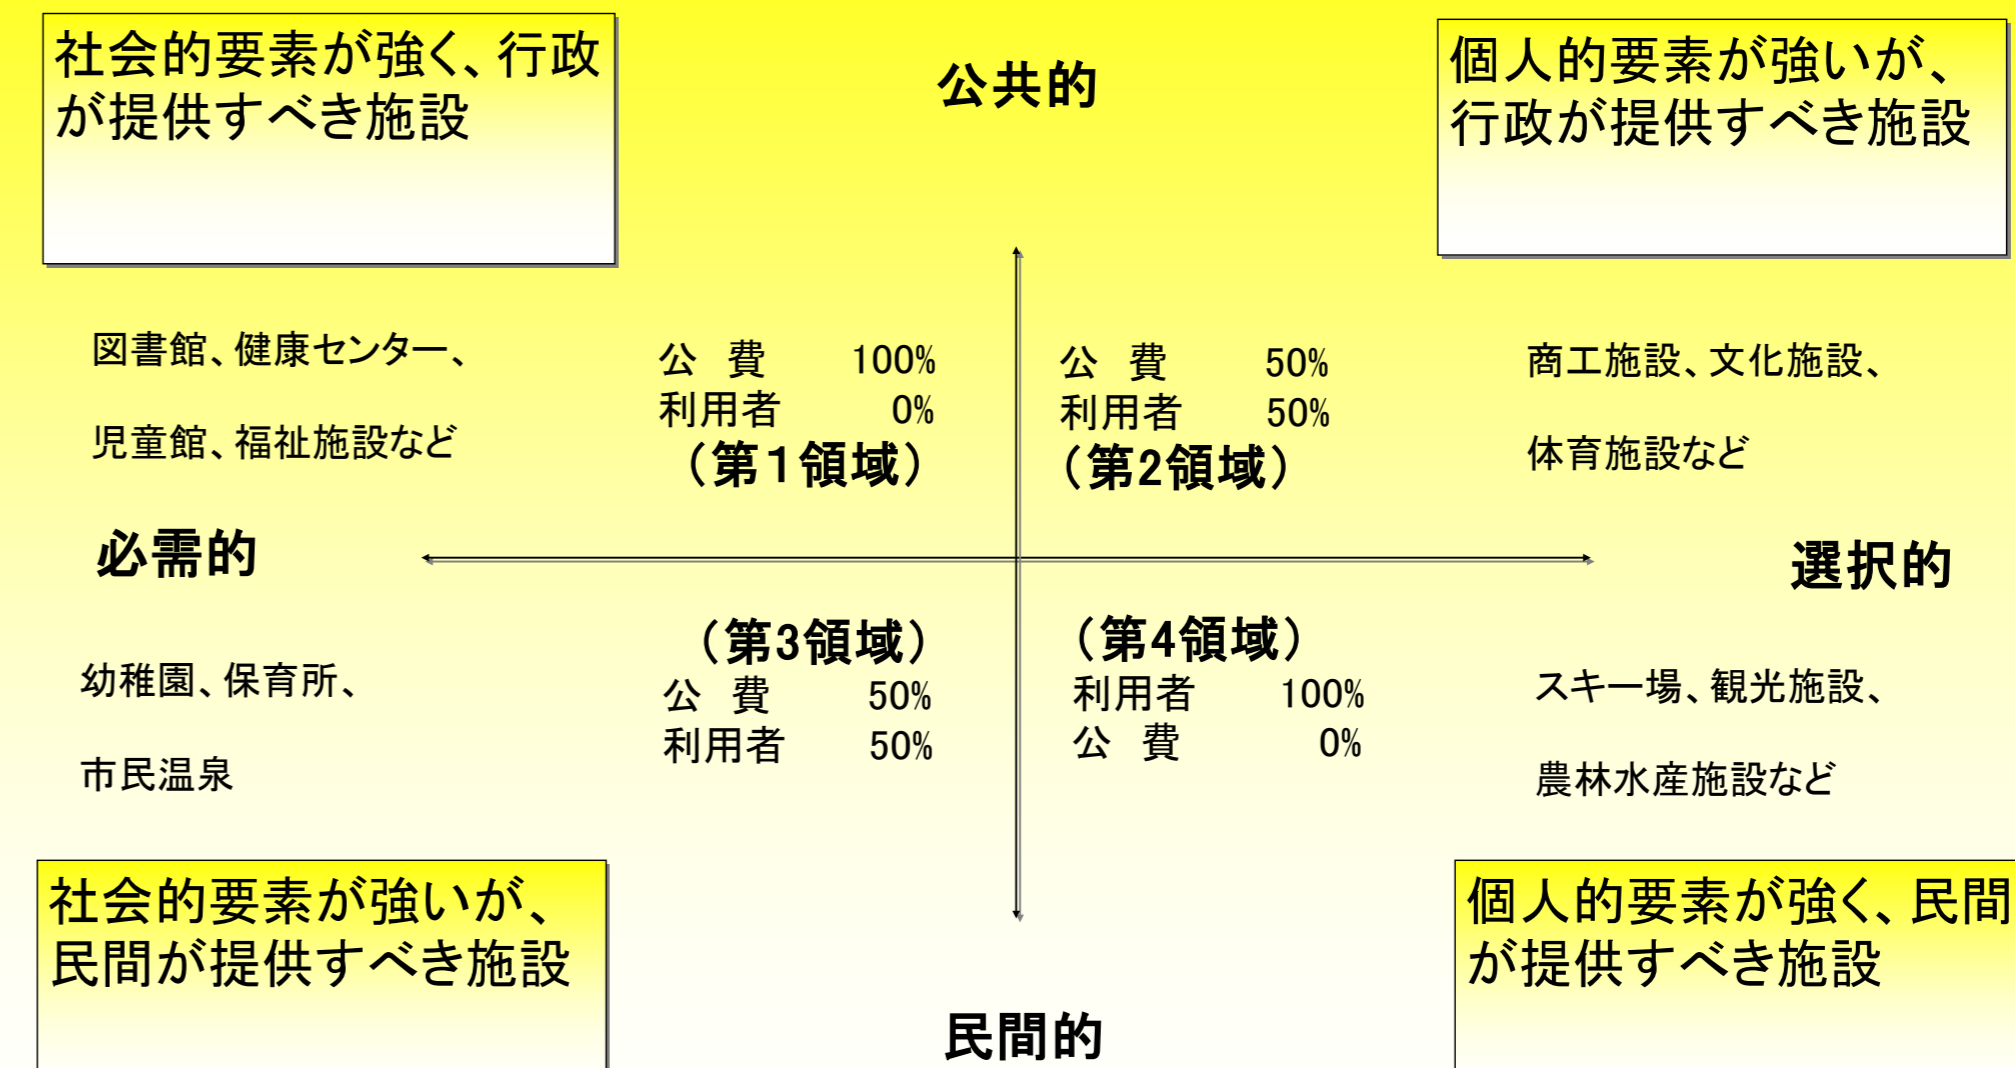 社会的要素が強く、行政
が提供すべき施設
公共的
個人的要素が強いが、
行政が提供すべき施設
図書館、健康センター、
児童館、福祉施設など
公 費 100%
利用者 0%
（第１領域）
公 費 50%
利用者 50%
（第2領域）
商工施設、文化施設、
体育施設など
必需的
選択的
幼稚園、保育所、
市民温泉
（第3領域）
公 費 50%
利用者 50%
（第4領域）
利用者 100%
公 費 0%
スキー場、観光施設、
農林水産施設など
社会的要素が強いが、
民間が提供すべき施設
民間的
個人的要素が強く、民間
が提供すべき施設